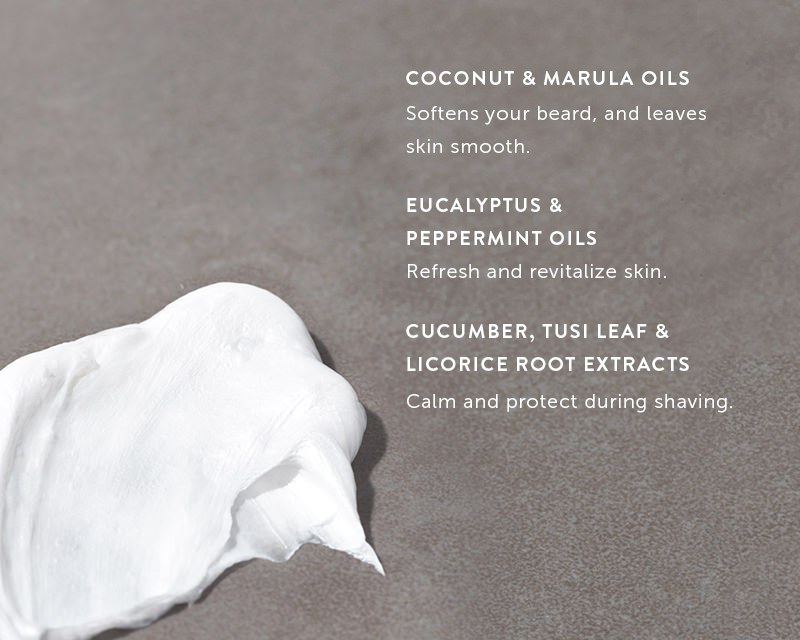 COCONUT & MARULA OILS
Softens your beard, and leaves
skin smooth.
EUCALYPTUS &
PEPPERMINT OILS
Refresh and revitalize skin.
CUCUMBER, TUSI LEAF &
LICORICE ROOT EXTRACTS
Calm and protect during shaving.